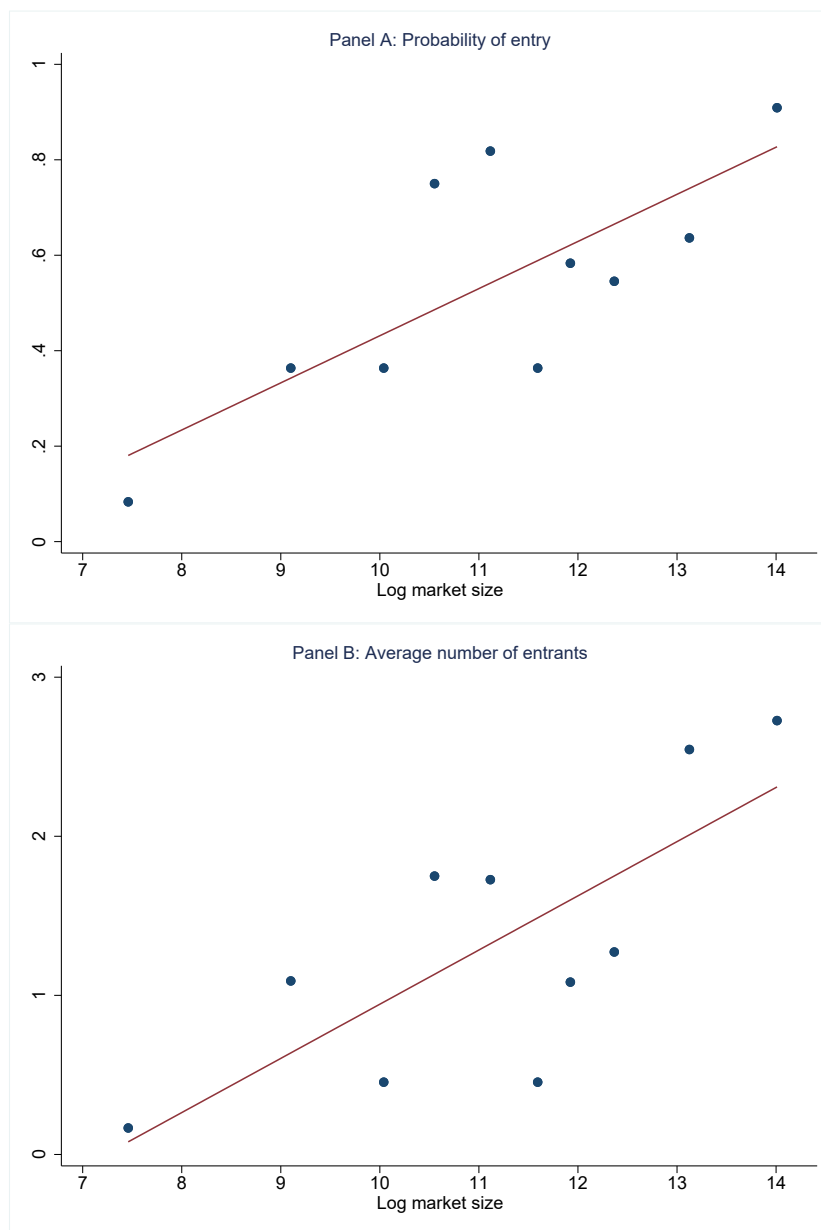 Panel A: Probability of entry
1
.8
.6
.4
.2
0
7 8 9 10 11 12 13 14
Log market size
Panel B: Average number of entrants
3
2
1
0
7 8 9 10 11 12 13 14
Log market size